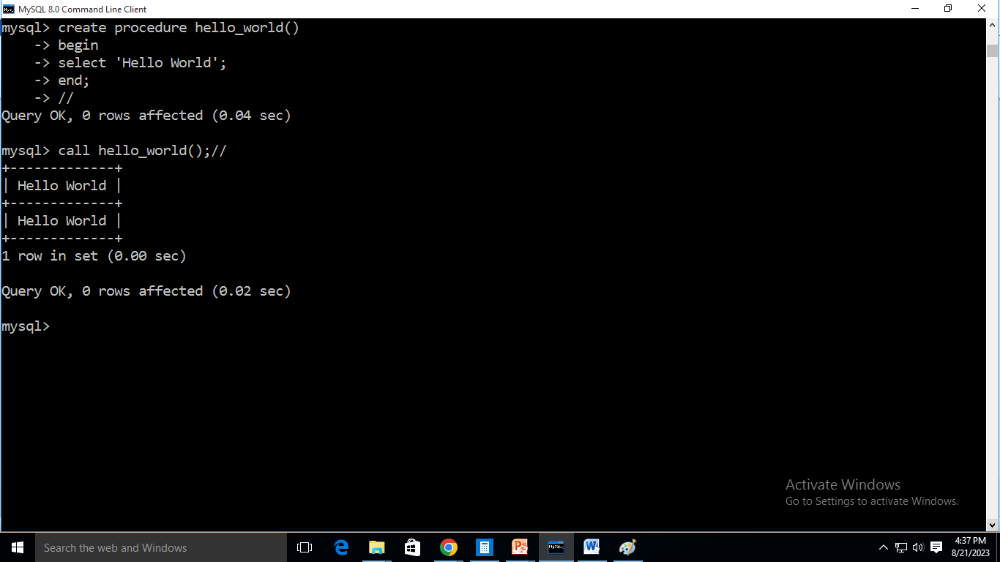 MySQL 8.0 Command Line Client
mysql> create procedure hello_world()
    -> begin
    -> select 'Hello World';
    -> end;
    -> //
Query OK, 0 rows affected (0.04 sec)

mysql> call hello_world();//
+-------------+
| Hello World |
+-------------+
| Hello World |
+-------------+
1 row in set (0.00 sec)

Query OK, 0 rows affected (0.02 sec)

mysql>
Activate Windows
Go to Settings to activate Windows.
Search the web and Windows
4:37 PM
8/21/2023